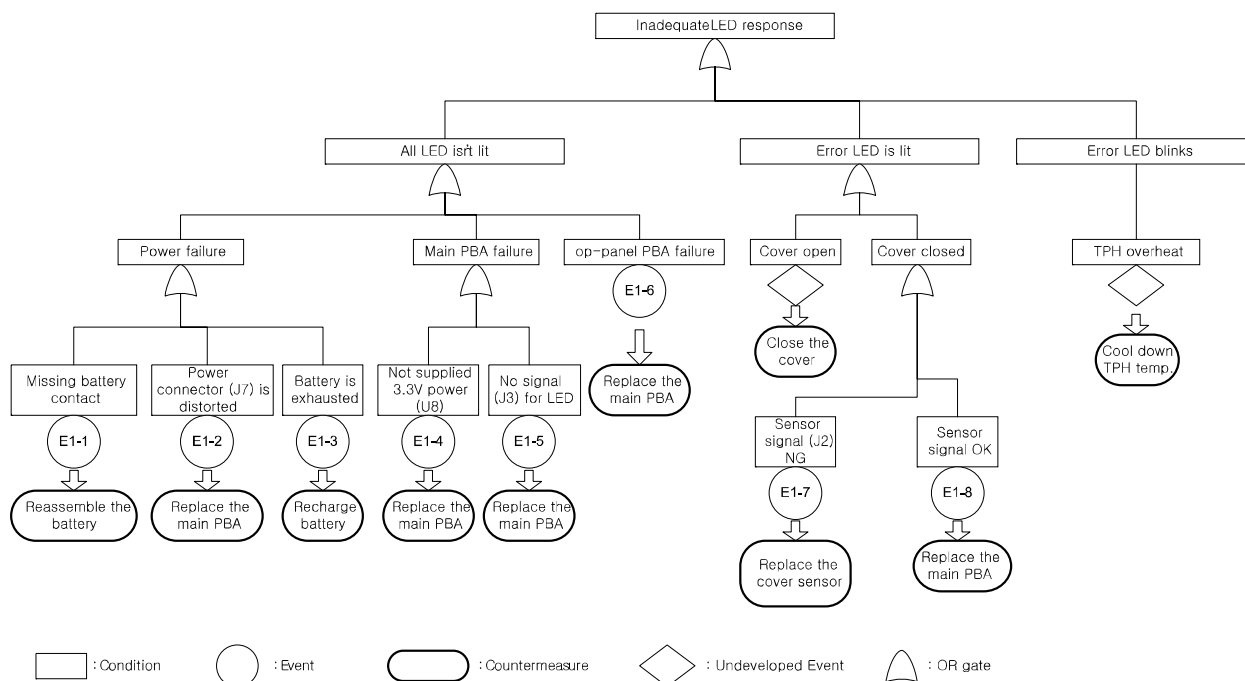 InadequateLED response
All LED isn't lit
Error LED is lit
Error LED blinks
Power failure
Main PBA failure
op-panel PBA failure
Cover open
Cover closed
TPH overheat
E1-6
Missing battery
contact
Power
connector (J7) is
distorted
Battery is
exhausted
Not supplied
3.3V power
(U8)
No signal
(J3) for LED
Replace the
main PBA
Close the
cover
Cool down
TPH temp.
Sensor
signal (J2)
NG
Sensor
signal OK
E1-1
E1-2
E1-3
E1-4
E1-5
E1-7
E1-8
Reassemble the
battery
Replace the
main PBA
Recharge
battery
Replace the
main PBA
Replace the
main PBA
Replace the
cover sensor
Replace the
main PBA
: Condition
: Event
: Countermeasure
: Undeveloped Event
: OR gate